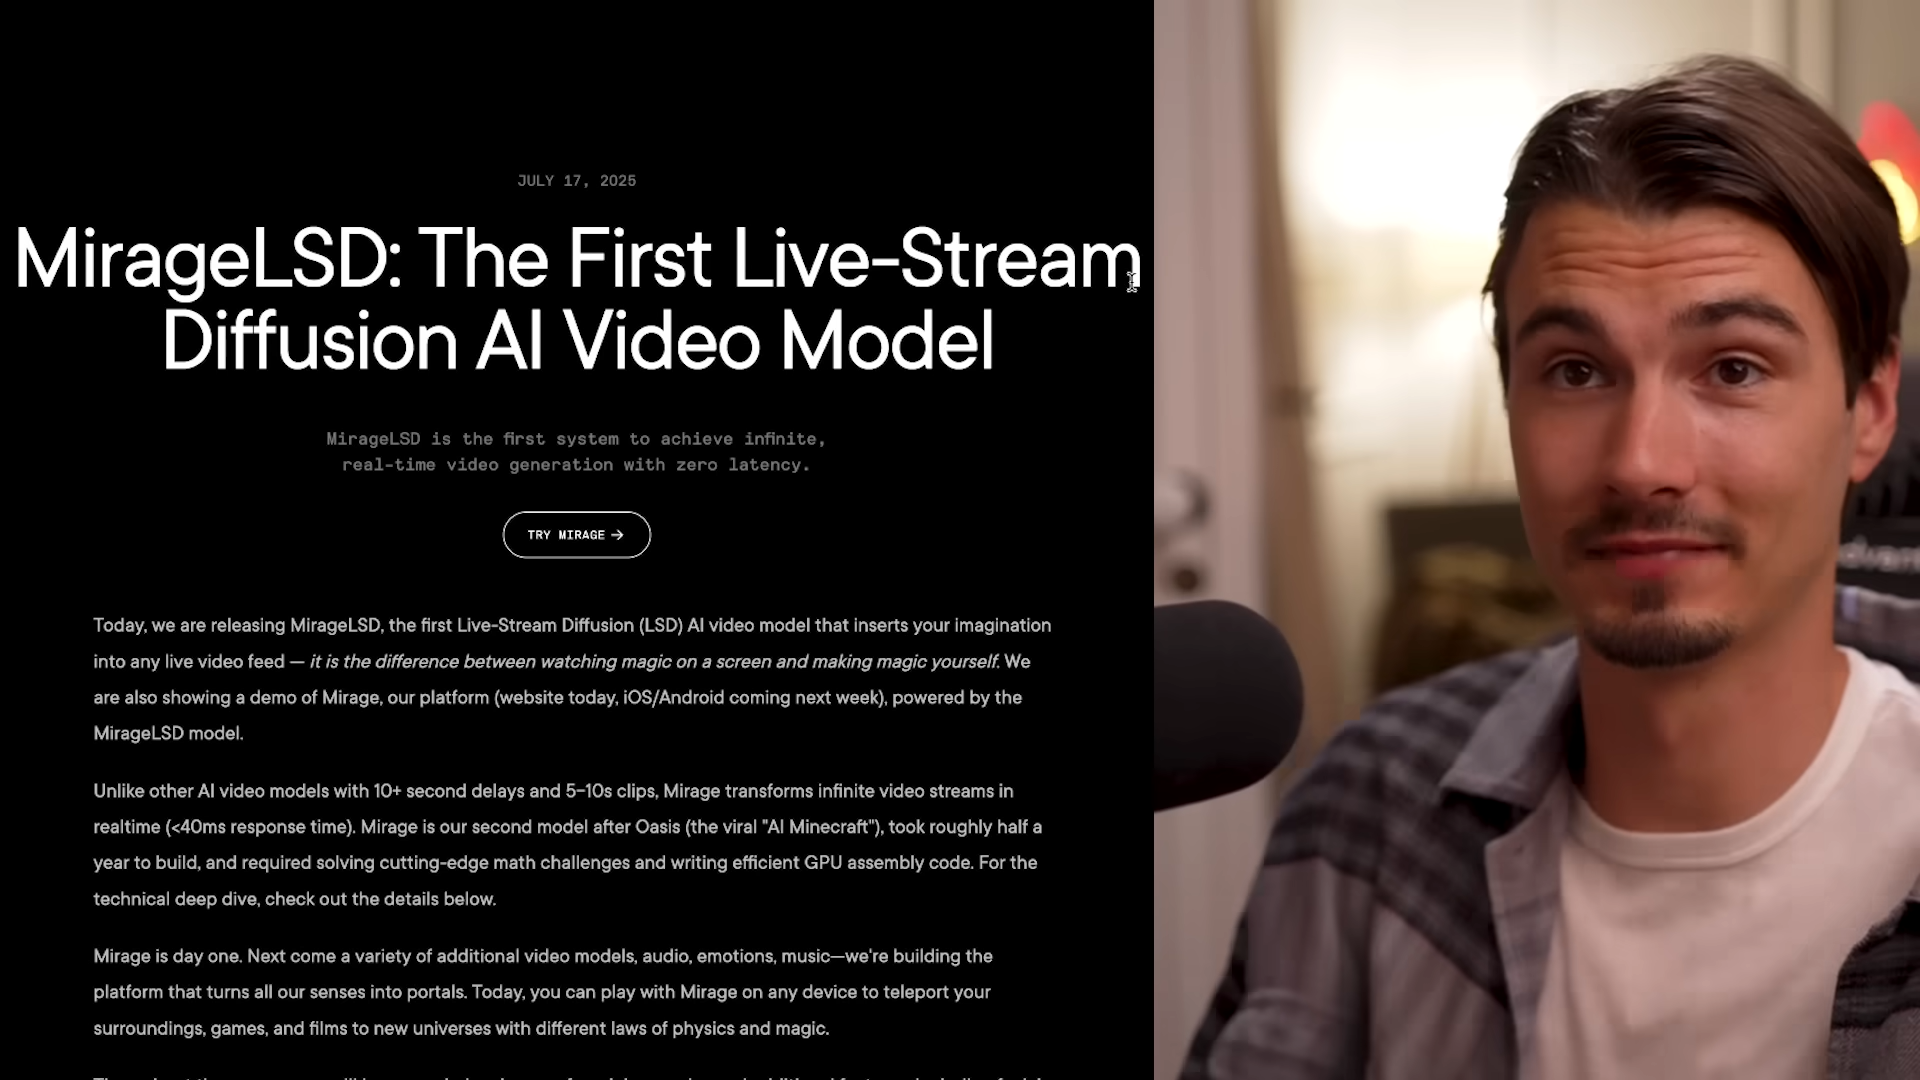 JULY 17, 2025
MirageLSD: The First Live-Stream
Diffusion AI Video Model
MirageLSD is the first system to achieve infinite,
real-time video generation with zero latency.
TRY MIRAGE →
Today, we are releasing MirageLSD, the first Live-Stream Diffusion (LSD) AI video model that inserts your imagination
into any live video feed — it is the difference between watching magic on a screen and making magic yourself. We
are also showing a demo of Mirage, our platform (website today, iOS/Android coming next week), powered by the
MirageLSD model.
Unlike other AI video models with 10+ second delays and 5-10s clips, Mirage transforms infinite video streams in
realtime (<40ms response time). Mirage is our second model after Oasis (the viral "AI Minecraft"), took roughly half a
year to build, and required solving cutting-edge math challenges and writing efficient GPU assembly code. For the
technical deep dive, check out the details below.
Mirage is day one. Next come a variety of additional video models, audio, emotions, music—we're building the
platform that turns all our senses into portals. Today, you can play with Mirage on any device to teleport your
surroundings, games, and films to new universes with different laws of physics and magic.